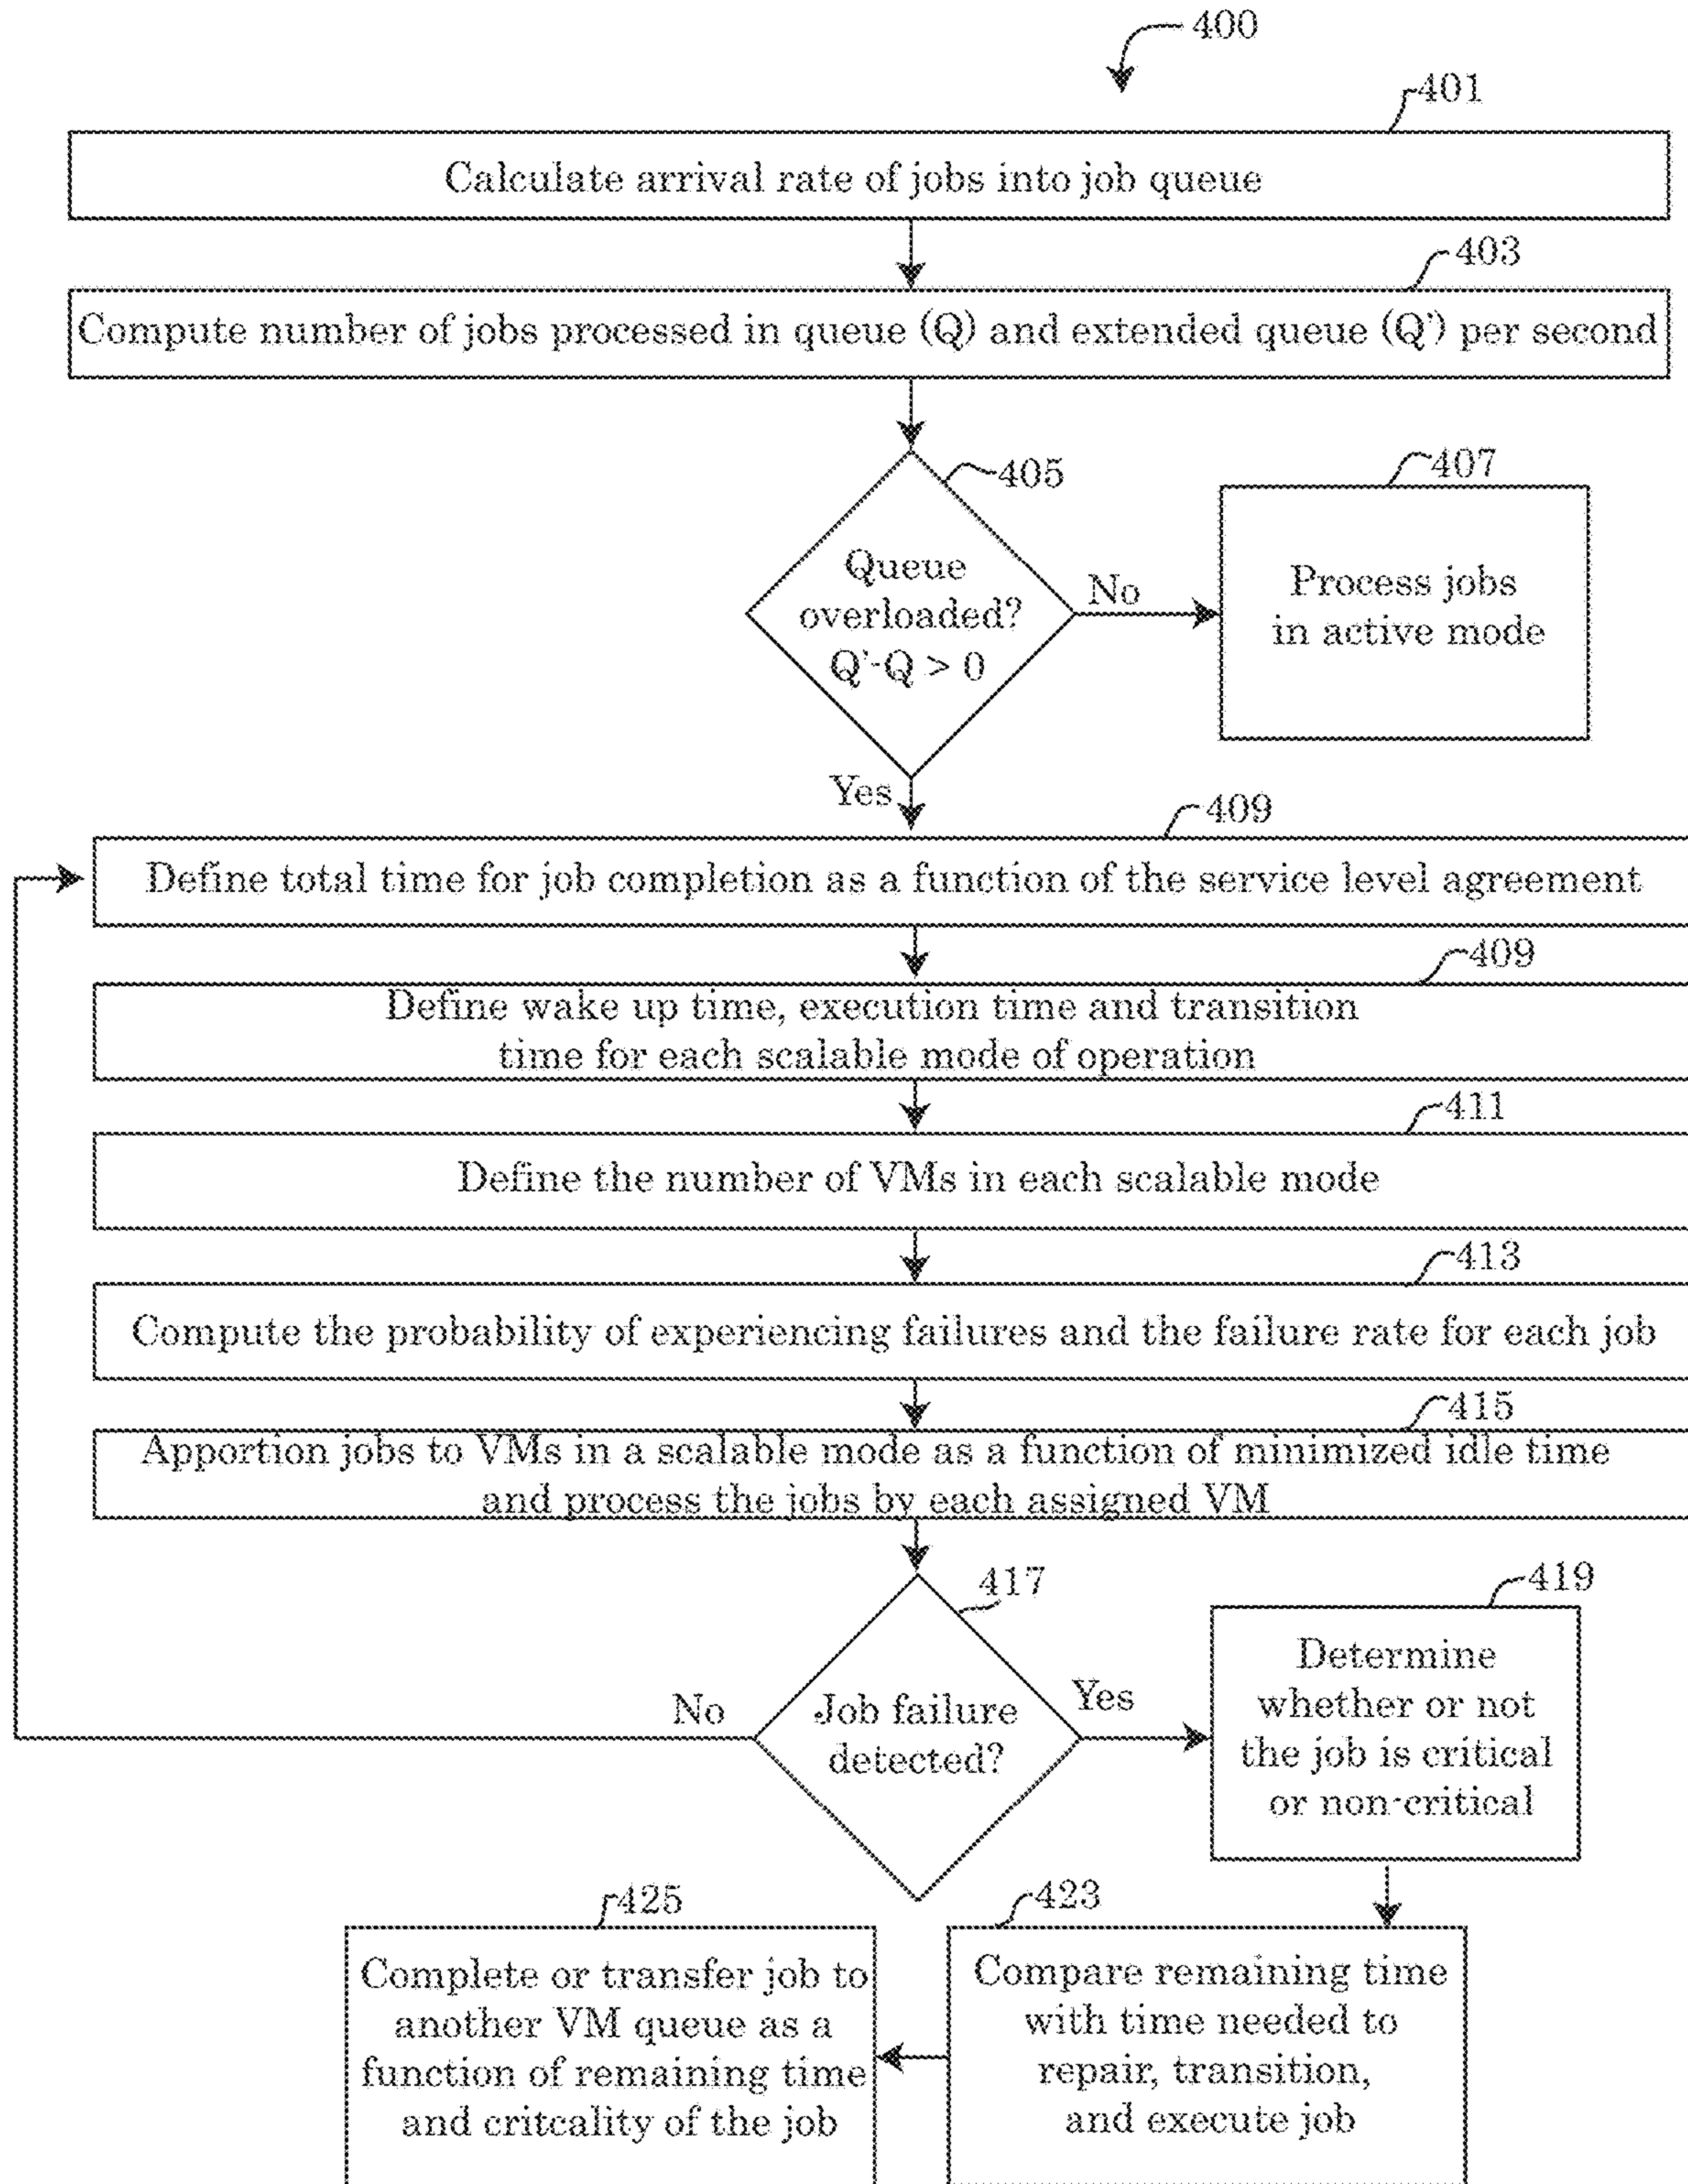 400
401
Calculate arrival rate of jobs into job queue
403
Compute number of jobs processed in queue (Q) and extended queue (Q') per second
405
Queue
overloaded?
Q'-Q > 0
No
407
Process jobs
in active mode
Yes
409
Define total time for job completion as a function of the service level agreement
409
Define wake up time, execution time and transition
time for each scalable mode of operation
411
Define the number of VMs in each scalable mode
413
Compute the probability of experiencing failures and the failure rate for each job
415
Apportion jobs to VMs in a scalable mode as a function of minimized idle time
and process the jobs by each assigned VM
417
Job failure
detected?
No
Yes
419
Determine
whether or not
the job is critical
or non-critical
423
Compare remaining time
with time needed to
repair, transition,
and execute job
425
Complete or transfer job to
another VM queue as a
function of remaining time
and critcality of the job